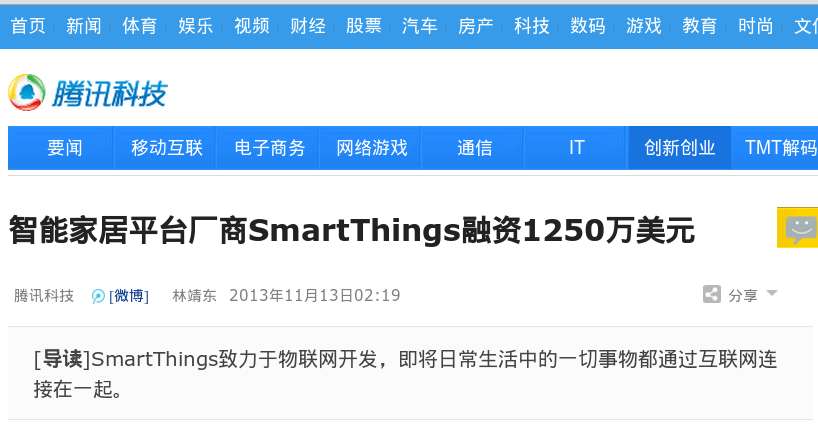 首页 新闻 体育 娱乐 视频 财经 股票 汽车 房产 科技 数码 游戏 教育 时尚 文
腾讯科技
要闻 移动互联 电子商务 网络游戏 通信 IT 创新创业 TMT解码
智能家居平台厂商SmartThings融资1250万美元
腾讯科技 [微博] 林靖东 2013年11月13日02:19 分享
[导读]SmartThings致力于物联网开发，即将日常生活中的一切事物都通过互联网连
接在一起。